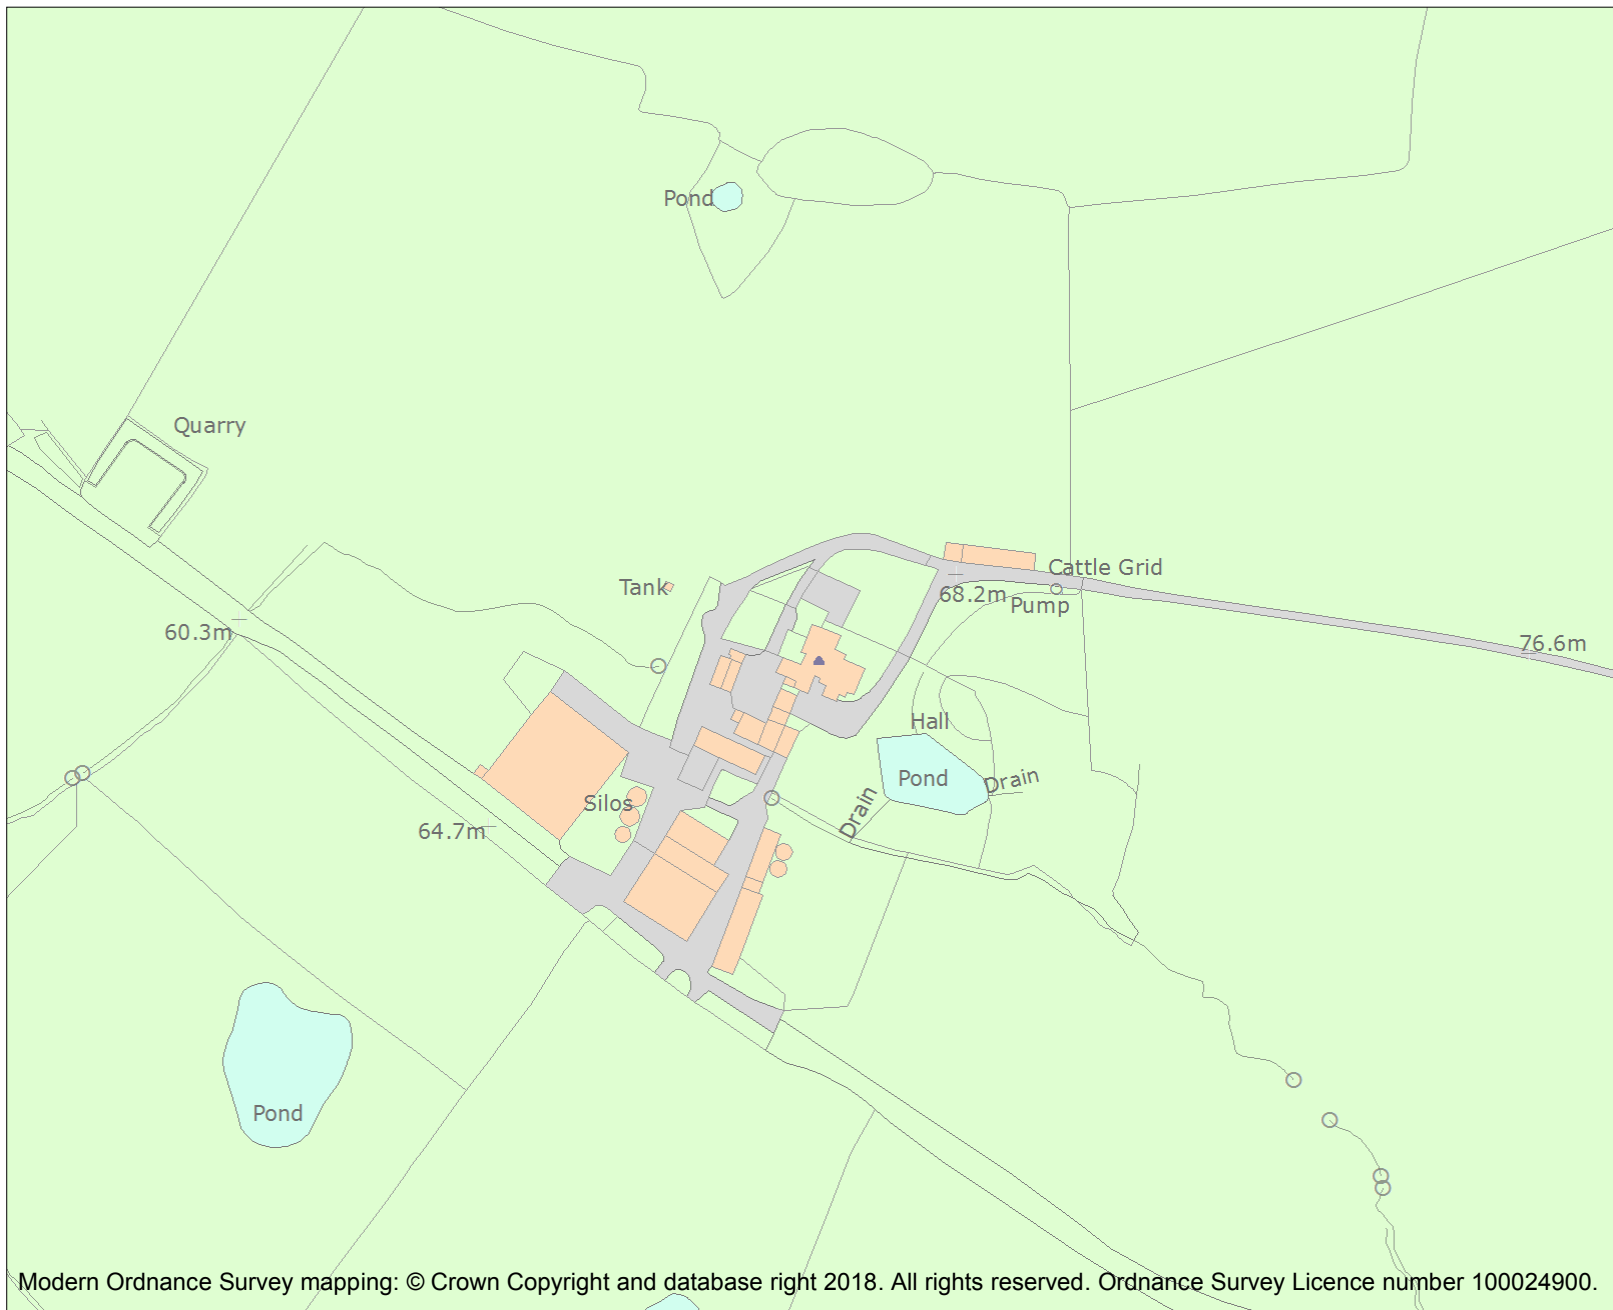 Pond
Quarry
Cattle Grid
Tank
68.2m
Pump
60.3m
76.6m
Hall
Pond
Drain
Drain
Silos
64.7m
Pond
Modern Ordnance Survey mapping: © Crown Copyright and database right 2018. All rights reserved. Ordnance Survey Licence number 100024900.